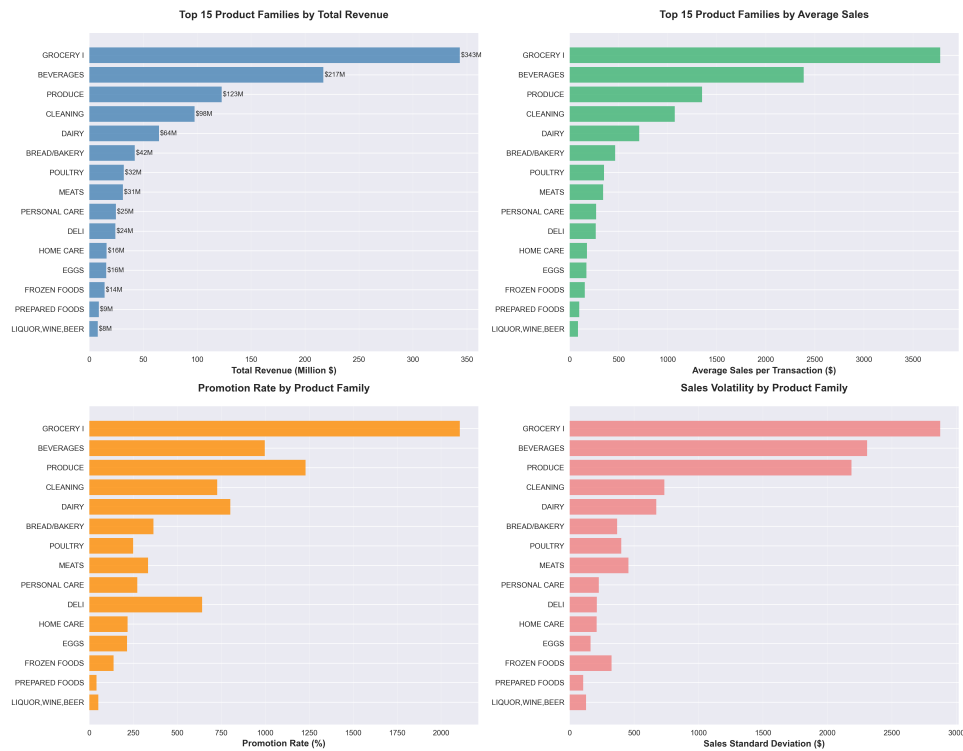 Top 15 Product Families by Total Revenue
GROCERY I
$343M
BEVERAGES
$217M
PRODUCE
$123M
CLEANING
$98M
DAIRY
$64M
BREAD/BAKERY
$42M
POULTRY
$32M
MEATS
$31M
PERSONAL CARE
$25M
DELI
$24M
HOME CARE
$16M
EGGS
$16M
FROZEN FOODS
$14M
PREPARED FOODS
$9M
LIQUOR,WINE,BEER
$8M
0 50 100 150 200 250 300 350
Total Revenue (Million $)
Top 15 Product Families by Average Sales
GROCERY I
BEVERAGES
PRODUCE
CLEANING
DAIRY
BREAD/BAKERY
POULTRY
MEATS
PERSONAL CARE
DELI
HOME CARE
EGGS
FROZEN FOODS
PREPARED FOODS
LIQUOR,WINE,BEER
0 500 1000 1500 2000 2500 3000 3500
Average Sales per Transaction ($)
Promotion Rate by Product Family
GROCERY I
BEVERAGES
PRODUCE
CLEANING
DAIRY
BREAD/BAKERY
POULTRY
MEATS
PERSONAL CARE
DELI
HOME CARE
EGGS
FROZEN FOODS
PREPARED FOODS
LIQUOR,WINE,BEER
0 250 500 750 1000 1250 1500 1750 2000
Promotion Rate (%)
Sales Volatility by Product Family
GROCERY I
BEVERAGES
PRODUCE
CLEANING
DAIRY
BREAD/BAKERY
POULTRY
MEATS
PERSONAL CARE
DELI
HOME CARE
EGGS
FROZEN FOODS
PREPARED FOODS
LIQUOR,WINE,BEER
0 500 1000 1500 2000 2500 3000
Sales Standard Deviation ($)